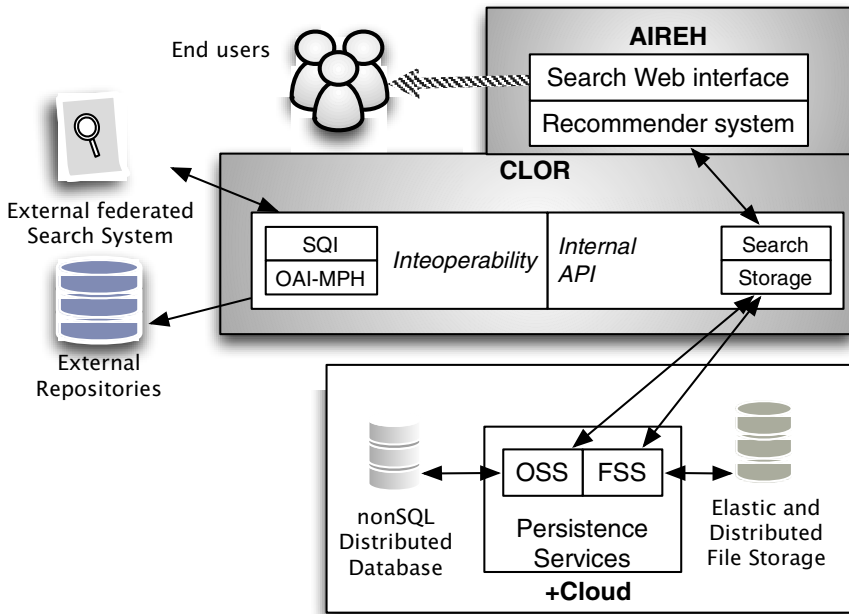 End users
AIREH
Search Web interface
Recommender system
CLOR
External federated
Search System
SQI
OAI-MPH
Inteoperability
Internal
API
Search
Storage
External
Repositories
nonSQL
Distributed
Database
OSS
FSS
Persistence
Services
Elastic and
Distributed
File Storage
+Cloud